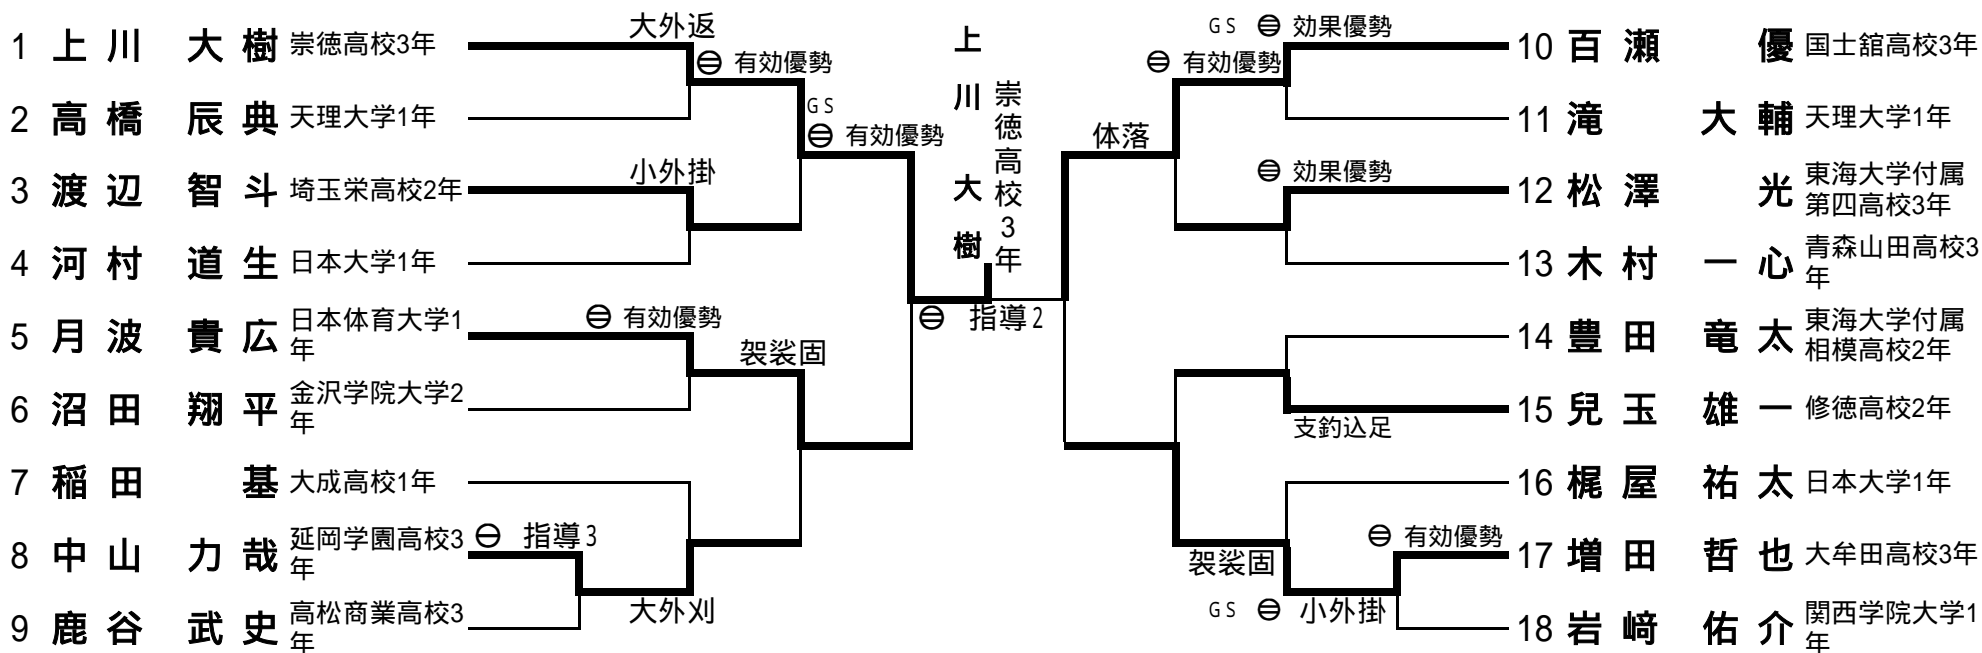 1 上川 大樹 崇徳高校3年
大外返
⊖ 有効優勢
2 高橋 辰典 天理大学1年
GS
⊖ 有効優勢
3 渡辺 智斗 埼玉栄高校2年
小外掛
4 河村 道生 日本大学1年
5 月波 貴広 日本体育大学1
年
⊖ 有効優勢
袈裟固
6 沼田 翔平 金沢学院大学2
年
7 稲田 基 大成高校1年
8 中山 力哉 延岡学園高校3
年
⊖ 指導3
9 鹿谷 武史 高松商業高校3
年
大外刈
上川 大樹
崇徳高校3年
⊖ 指導2
GS ⊖ 効果優勢
10 百瀬 優 国士舘高校3年
⊖ 有効優勢
11 滝 大輔 天理大学1年
体落
⊖ 効果優勢
12 松澤 光 東海大学付属
第四高校3年
13 木村 一心 青森山田高校3
年
14 豊田 竜太 東海大学付属
相模高校2年
15 兒玉 雄一 修徳高校2年
支釣込足
16 梶屋 祐太 日本大学1年
⊖ 有効優勢
17 増田 哲也 大牟田高校3年
袈裟固
GS ⊖ 小外掛
18 岩﨑 佑介 関西学院大学1
年